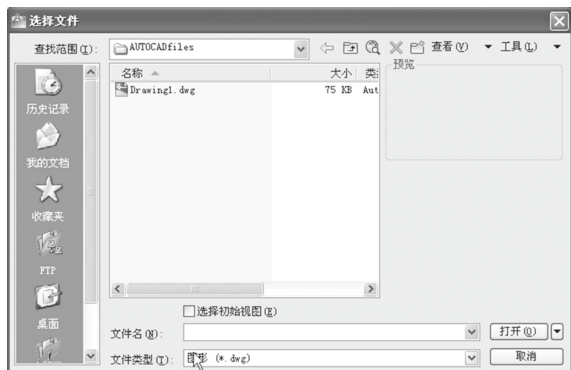 选择文件
查找范围(I): AUTOCADfiles 查看(V) 工具(L)
名称 大小 类
预览
Drawing1.dwg 75 KB Aut
历史记录
我的文档
收藏夹
FTP
桌面
选择初始视图(E)
文件名(N): 打开(O)
文件类型(T): 图形 (*.dwg) 取消